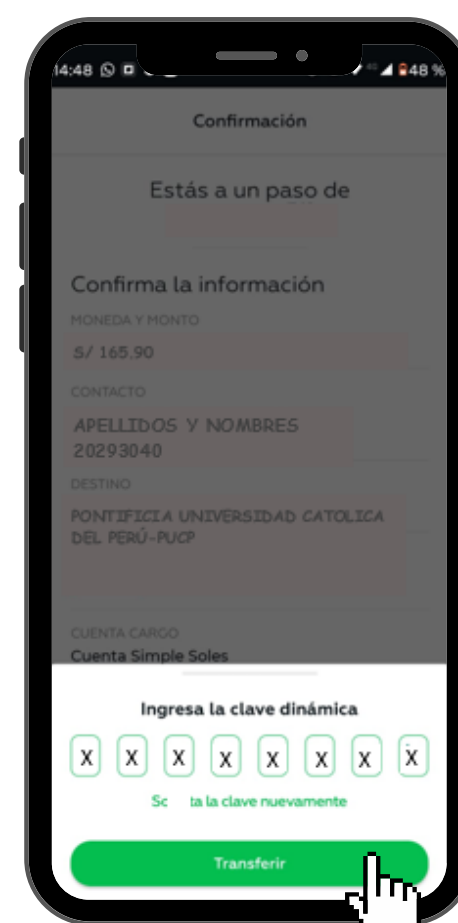 14:48 48 %
Confirmación
Estás a un paso de
Confirma la información
MONEDA Y MONTO
S/ 165.90
CONTACTO
APELLIDOS Y NOMBRES
20293040
DESTINO
PONTIFICIA UNIVERSIDAD CATOLICA
DEL PERÚ-PUCP
CUENTA CARGO
Cuenta Simple Soles
Ingresa la clave dinámica
X X X X X X X X
ta la clave nuevamente
Transferir